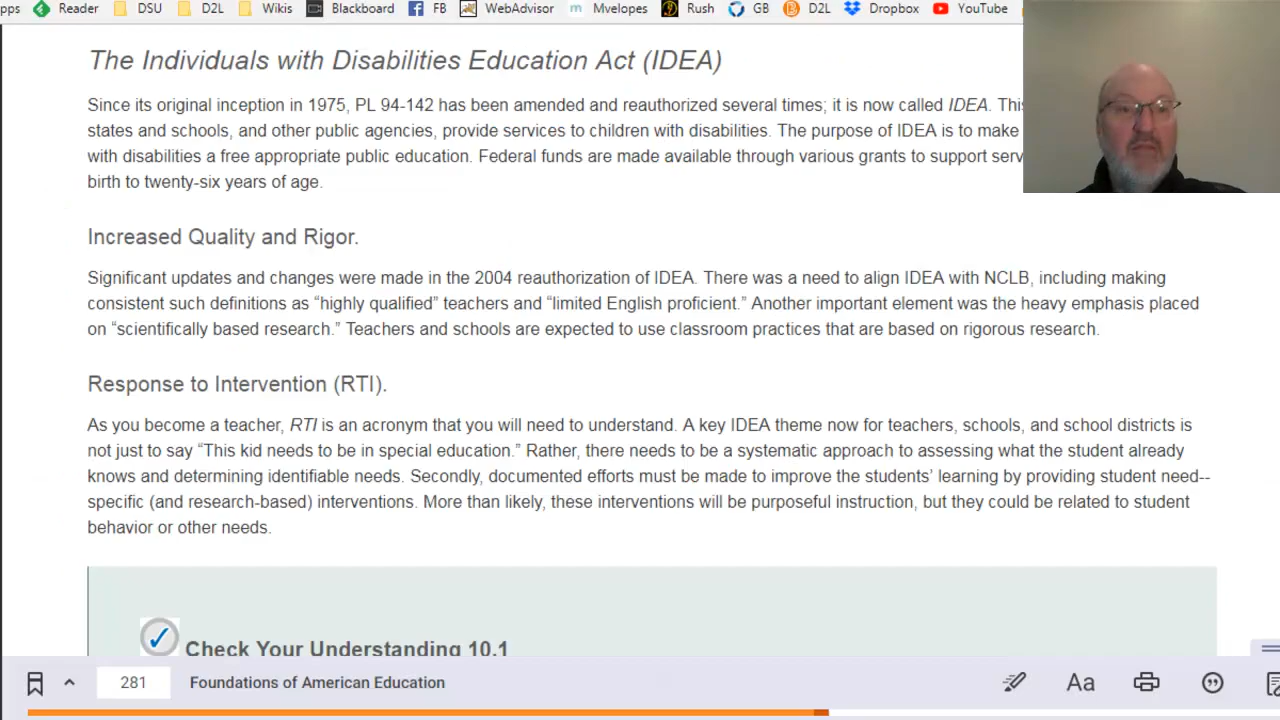 pps Reader DSU D2L Wikis Blackboard FB WebAdvisor Mvelopes Rush GB D2L Dropbox YouTube
The Individuals with Disabilities Education Act (IDEA)
Since its original inception in 1975, PL 94-142 has been amended and reauthorized several times; it is now called IDEA. This
states and schools, and other public agencies, provide services to children with disabilities. The purpose of IDEA is to make
with disabilities a free appropriate public education. Federal funds are made available through various grants to support serv
birth to twenty-six years of age.
Increased Quality and Rigor.
Significant updates and changes were made in the 2004 reauthorization of IDEA. There was a need to align IDEA with NCLB, including making
consistent such definitions as “highly qualified” teachers and “limited English proficient.” Another important element was the heavy emphasis placed
on “scientifically based research.” Teachers and schools are expected to use classroom practices that are based on rigorous research.
Response to Intervention (RTI).
As you become a teacher, RTI is an acronym that you will need to understand. A key IDEA theme now for teachers, schools, and school districts is
not just to say “This kid needs to be in special education.” Rather, there needs to be a systematic approach to assessing what the student already
knows and determining identifiable needs. Secondly, documented efforts must be made to improve the students’ learning by providing student need--
specific (and research-based) interventions. More than likely, these interventions will be purposeful instruction, but they could be related to student
behavior or other needs.
Check Your Understanding 10.1
281 Foundations of American Education Aa